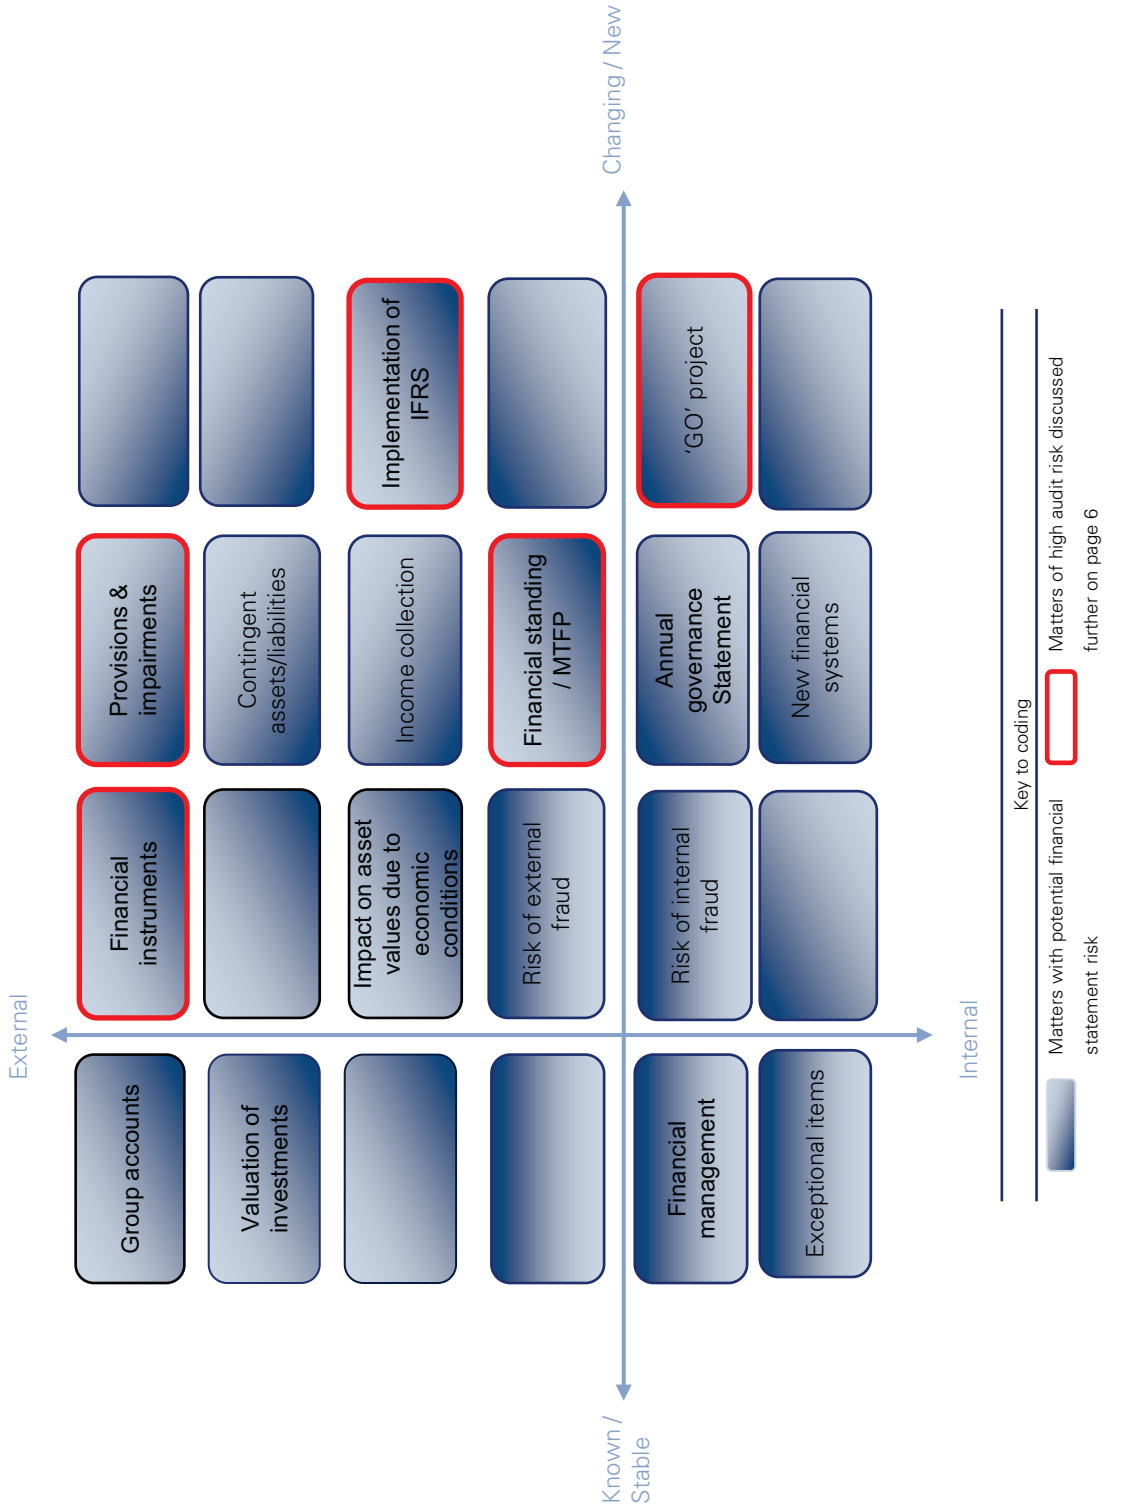 External
Group accounts
Financial
instruments
Provisions &
impairments
Valuation of
investments
Contingent
assets/liabilities
Impact on asset
values due to
economic
conditions
Income collection
Implementation of
IFRS
Risk of external
fraud
Financial standing
/ MTFP
Known /
Stable
Changing / New
Financial
management
Risk of internal
fraud
Annual
governance
Statement
‘GO’ project
Exceptional items
New financial
systems
Internal
Key to coding
Matters with potential financial
statement risk
Matters of high audit risk discussed
further on page 6